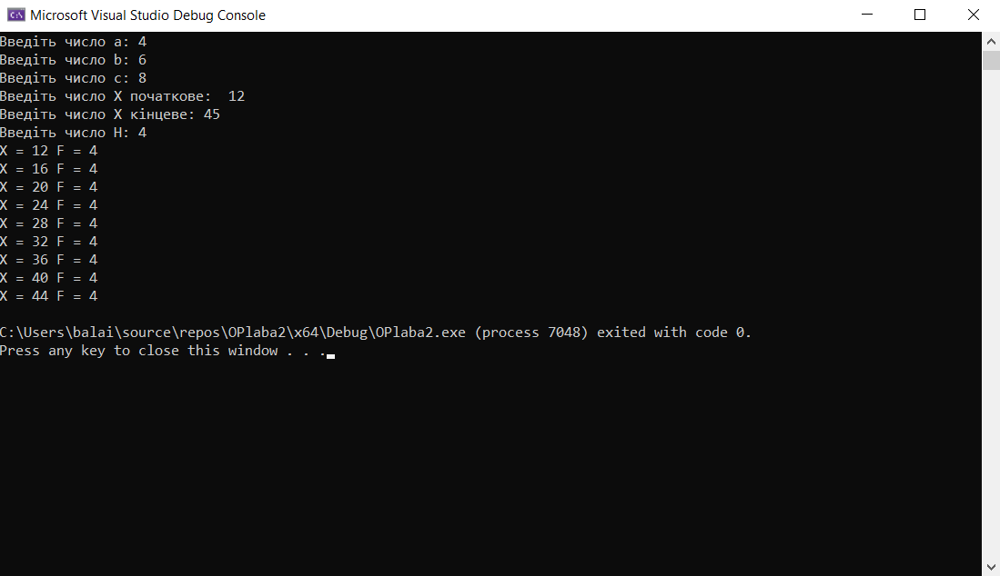 Microsoft Visual Studio Debug Console
Введіть число a: 4
Введіть число b: 6
Введіть число c: 8
Введіть число X початкове:  12
Введіть число X кінцеве: 45
Введіть число H: 4
X = 12 F = 4
X = 16 F = 4
X = 20 F = 4
X = 24 F = 4
X = 28 F = 4
X = 32 F = 4
X = 36 F = 4
X = 40 F = 4
X = 44 F = 4
C:\Users\balai\source\repos\OPlaba2\x64\Debug\OPlaba2.exe (process 7048) exited with code 0.
Press any key to close this window . . .